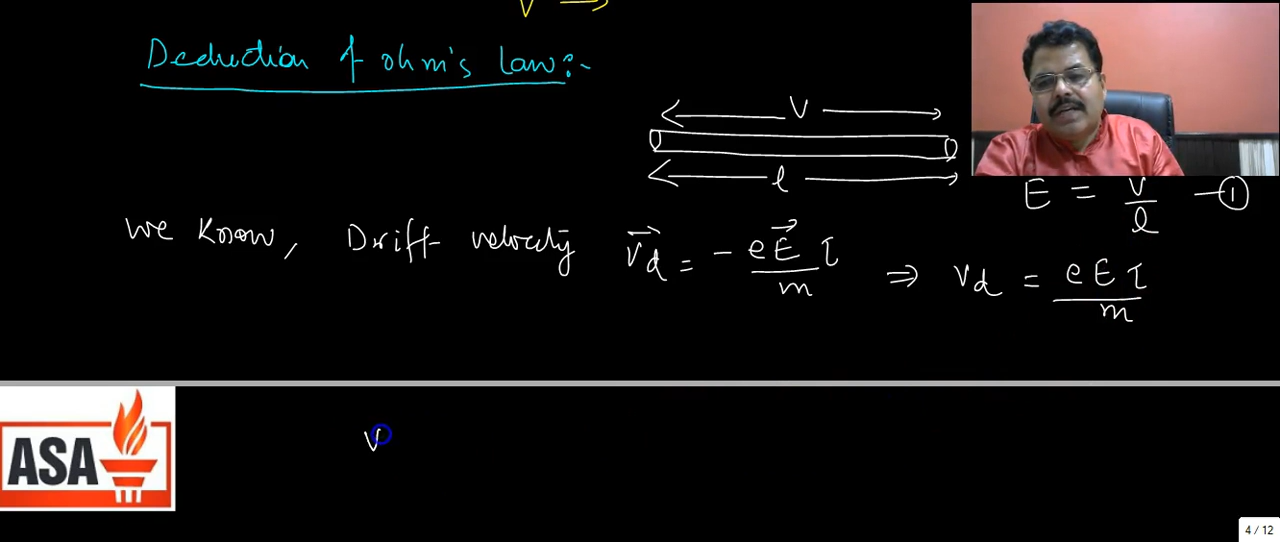 V →
Deduction of ohm's law:-
V
l
E = V/l —①
We know, Drift velocity v⃗d = - eE⃗ τ/m ⇒ vd = eEτ/m
ASA
V
4 / 12